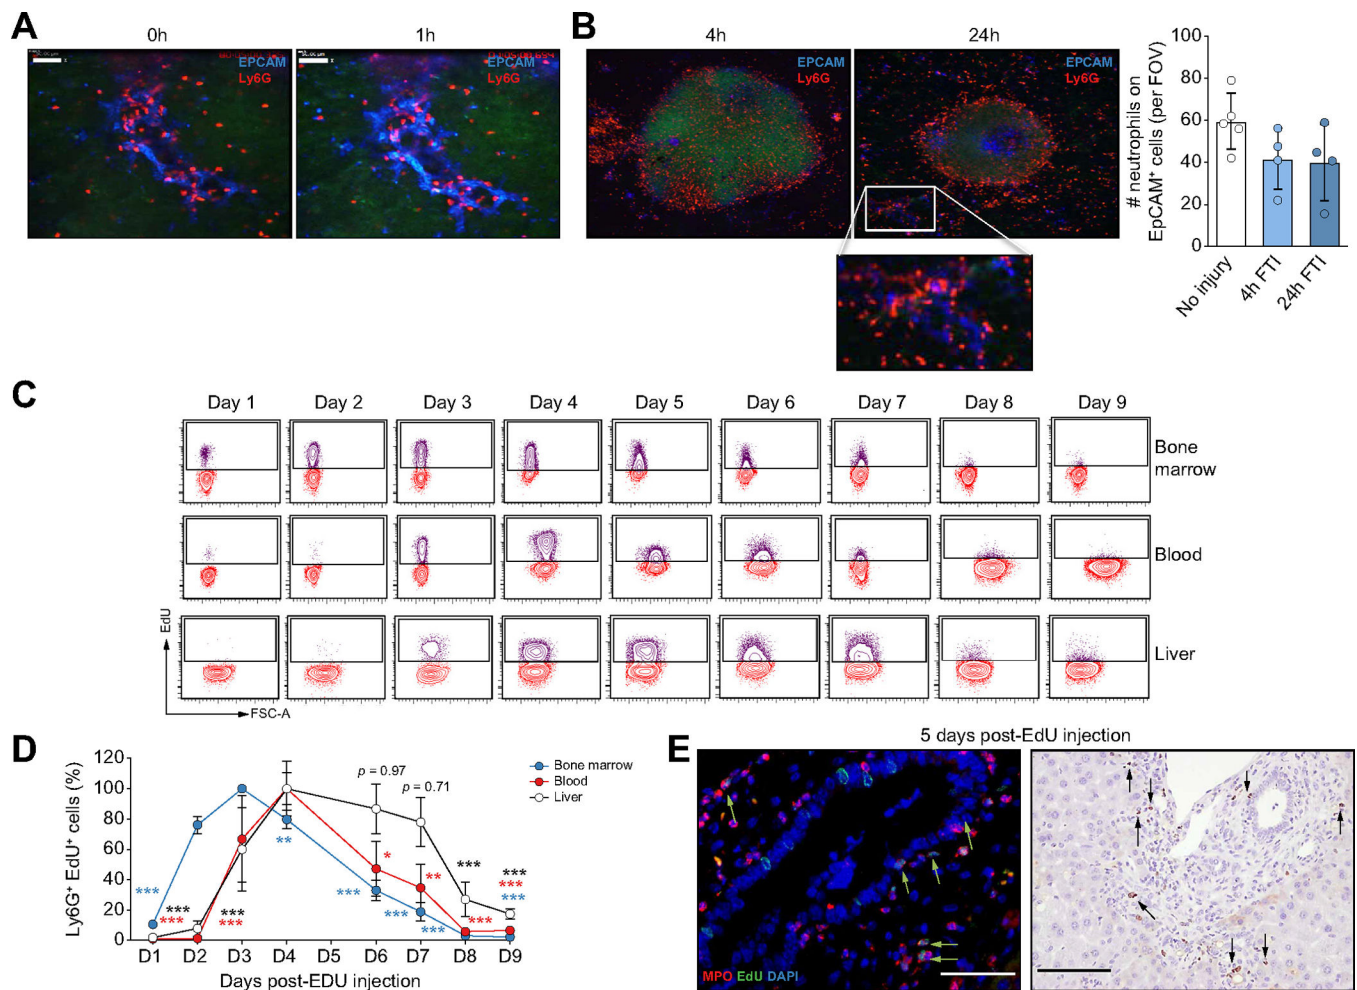 A
0h
1h
EPCAM
Ly6G
EPCAM
Ly6G
B
4h
24h
EPCAM
Ly6G
EPCAM
Ly6G
# neutrophils on
EpCAM⁺ cells (per FOV)
100
80
60
40
20
0
No injury
4h FTI
24h FTI
C
Day 1
Day 2
Day 3
Day 4
Day 5
Day 6
Day 7
Day 8
Day 9
Bone
marrow
Blood
Liver
EdU
FSC-A
D
Ly6G⁺ EdU⁺ cells (%)
120
100
80
60
40
20
0
p = 0.97
p = 0.71
Bone marrow
Blood
Liver
***
***
***
***
***
**
***
*
***
**
***
***
***
***
***
***
D1
D2
D3
D4
D5
D6
D7
D8
D9
Days post-EDU injection
E
5 days post-EdU injection
MPO EdU DAPI